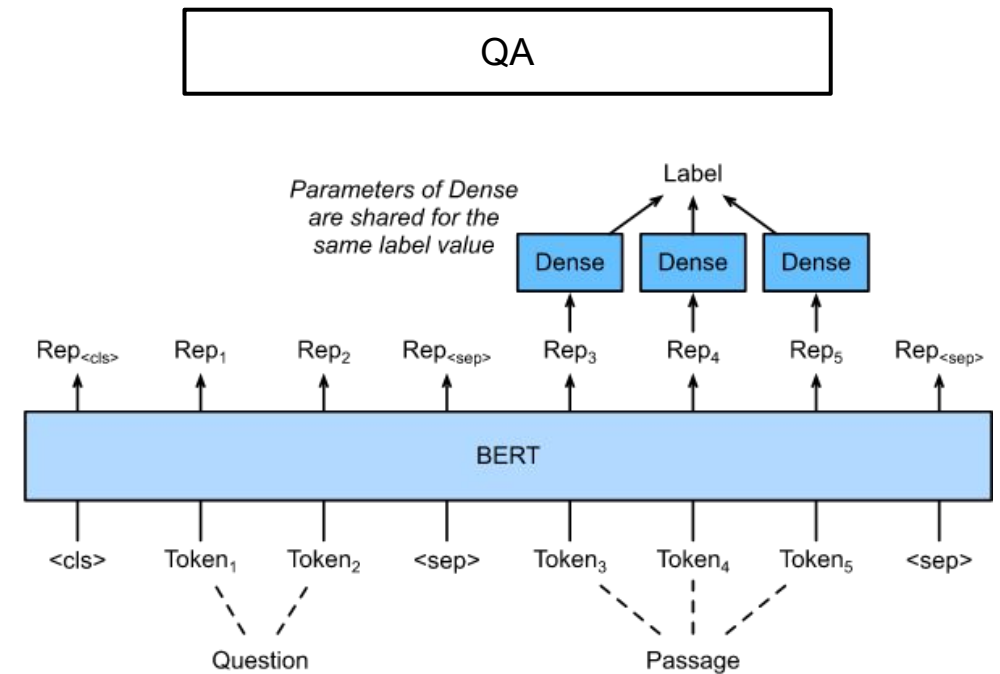 QA
Label
Parameters of Dense
are shared for the
same label value
Dense Dense Dense
Rep<cls> Rep1 Rep2 Rep<sep> Rep3 Rep4 Rep5 Rep<sep>
BERT
<cls> Token1 Token2 <sep> Token3 Token4 Token5 <sep>
Question Passage